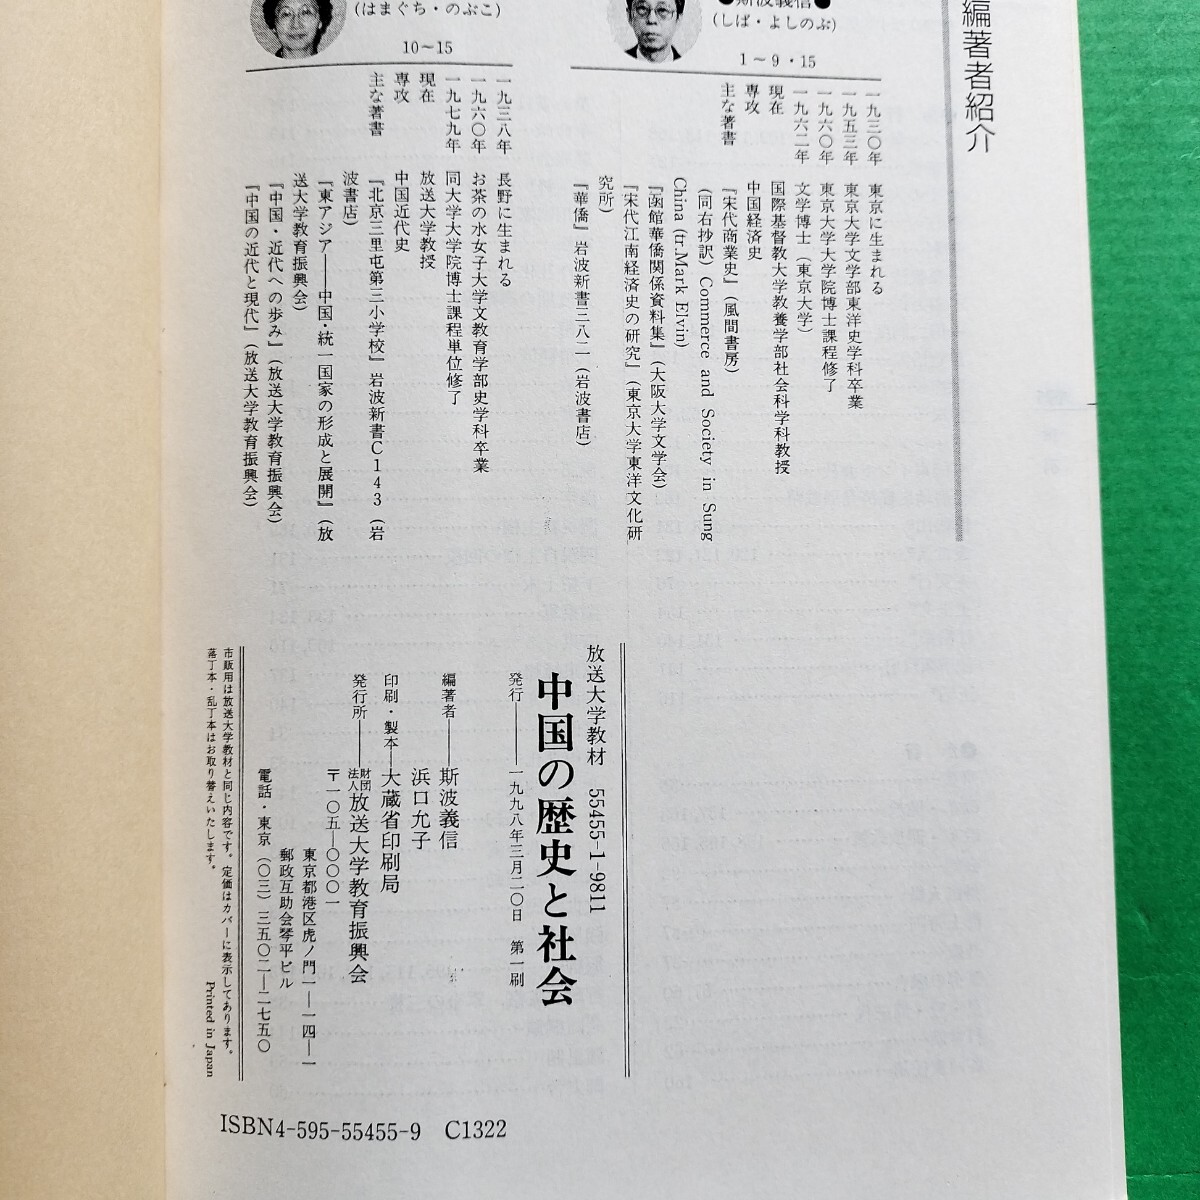 編著者紹介
●斯波義信●
(しば・よしのぶ)
1～9・15
一九三〇年 東京に生まれる
一九五三年 東京大学文学部東洋史学科卒業
一九六〇年 東京大学大学院博士課程修了
一九六二年 文学博士(東京大学)
現在 国際基督教大学教養学部社会科学科教授
専攻 中国経済史
主な著書 『宋代商業史』(風間書房)
(同右抄訳) Commerce and Society in Sung
China (tr.Mark Elvin)
『函館華僑関係資料集』(大阪大学文学会)
『宋代江南経済史の研究』(東京大学東洋文化研
究所)
『華僑』岩波新書三八二(岩波書店)
(はまぐち・のぶこ)
10～15
一九三八年 長野に生まれる
一九六〇年 お茶の水女子大学文教育学部史学科卒業
一九七九年 同大学大学院博士課程単位修了
現在 放送大学教授
専攻 中国近代史
主な著書 『北京三里屯第三小学校』岩波新書C143(岩
波書店)
『東アジア――中国・統一国家の形成と展開』(放
送大学教育振興会)
『中国・近代への歩み』(放送大学教育振興会)
『中国の近代と現代』(放送大学教育振興会)
放送大学教材 55455-1-9811
中国の歴史と社会
発行――一九九八年三月二〇日 第一刷
編著者――斯波義信
浜口允子
印刷・製本―大蔵省印刷局
発行所――財団法人放送大学教育振興会
〒一〇五―〇〇〇一
東京都港区虎ノ門一―一四―一
郵政互助会琴平ビル
電話・東京(〇三)三五〇二―二七五〇
市販用は放送大学教材と同じ内容です。定価はカバーに表示してあります。
落丁本・乱丁本はお取り替えいたします。
Printed in Japan
ISBN4-595-55455-9 C1322